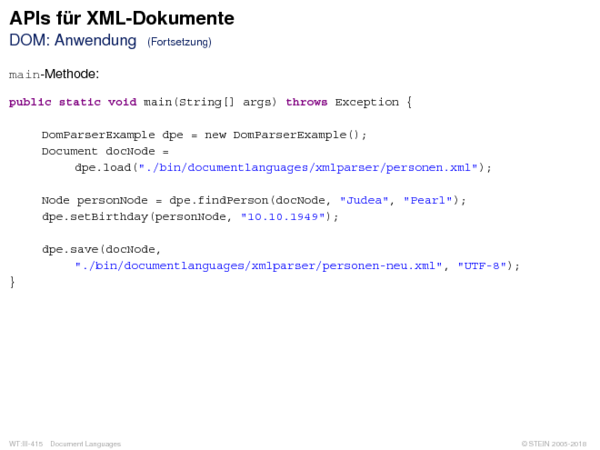 APIs für XML-Dokumente
DOM: Anwendung (Fortsetzung)
main-Methode:
public static void main(String[] args) throws Exception {
DomParserExample dpe = new DomParserExample();
Document docNode =
dpe.load("./bin/documentlanguages/xmlparser/personen.xml");
Node personNode = dpe.findPerson(docNode, "Judea", "Pearl");
dpe.setBirthday(personNode, "10.10.1949");
dpe.save(docNode,
"./bin/documentlanguages/xmlparser/personen-neu.xml", "UTF-8");
}
WT:III-415 Document Languages © STEIN 2005-2018